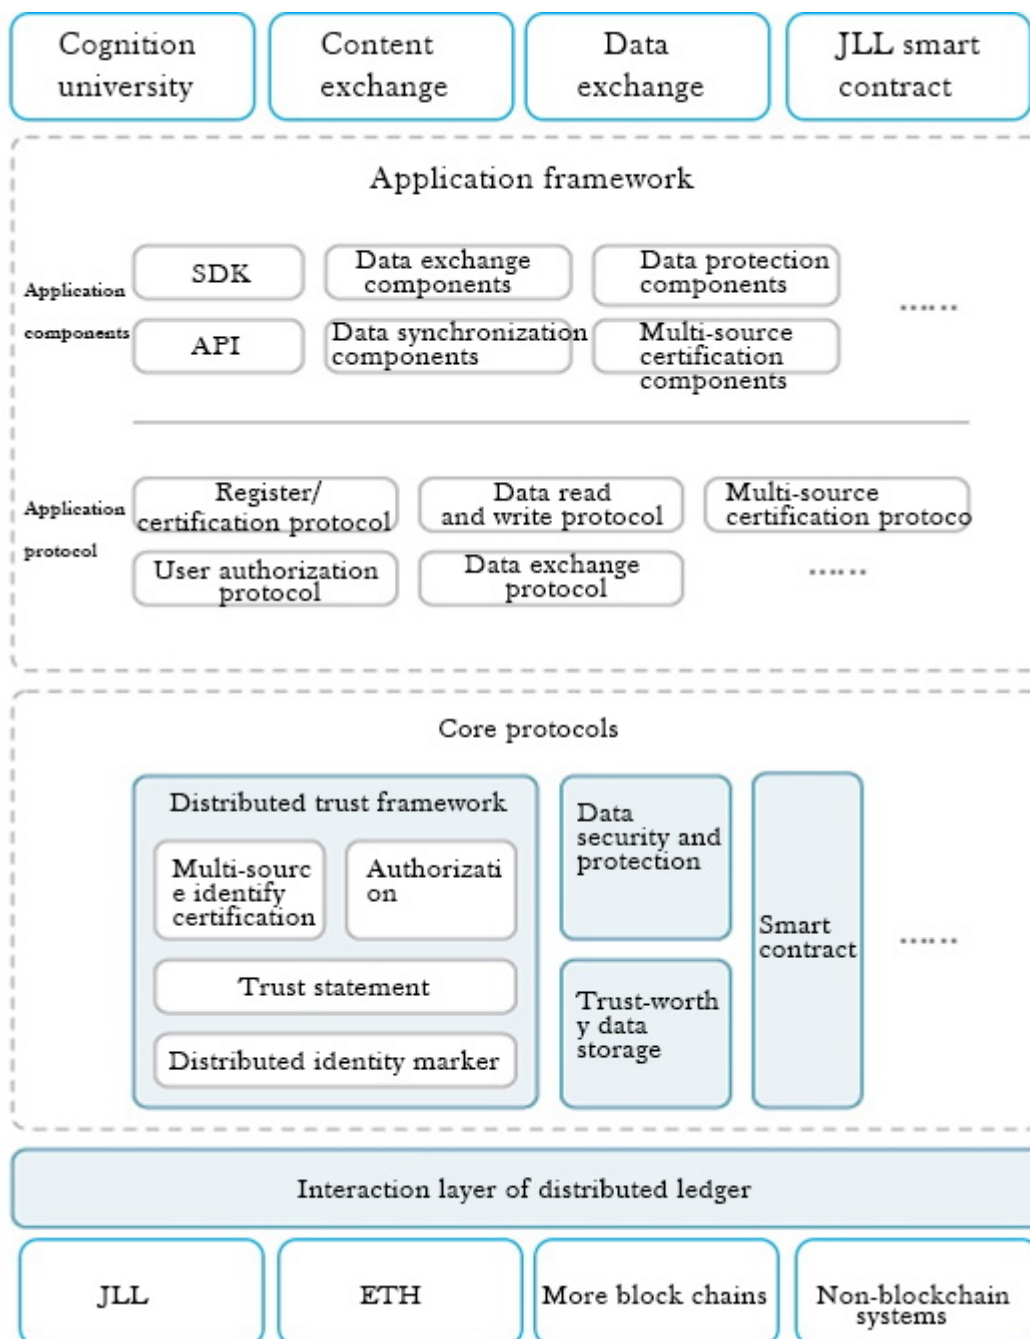 Cognition
university
Content
exchange
Data
exchange
JLL smart
contract
Application framework
Application
components
SDK
Data exchange
components
Data protection
components
......
API
Data synchronization
components
Multi-source
certification
components
Application
protocol
Register/
certification protocol
Data read
and write protocol
Multi-source
certification protoco
User authorization
protocol
Data exchange
protocol
......
Core protocols
Distributed trust framework
Multi-sourc
e identify
certification
Authorizati
on
Trust statement
Distributed identity marker
Data
security and
protection
Trust-worth
y data
storage
Smart
contract
......
Interaction layer of distributed ledger
JLL
ETH
More block chains
Non-blockchain
systems